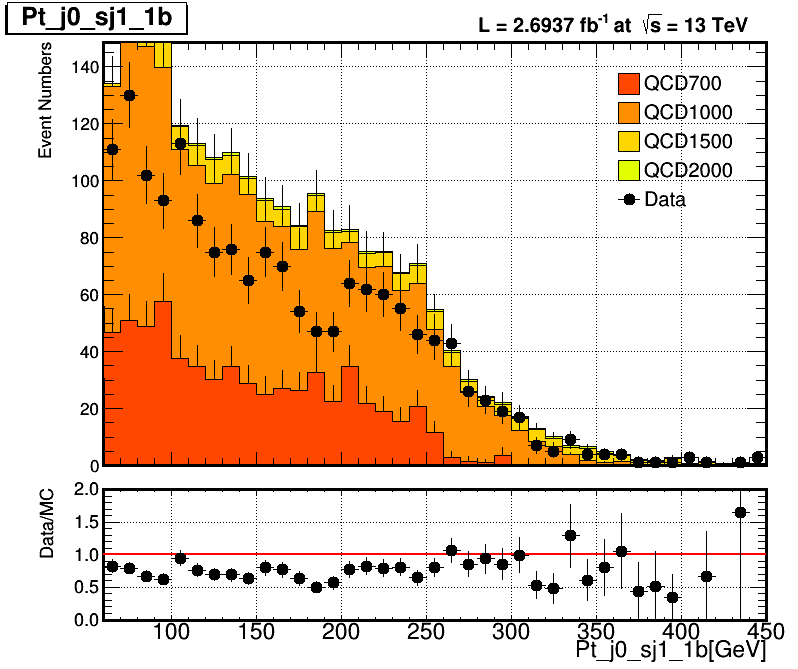 Pt_j0_sj1_1b
L = 2.6937 fb⁻¹ at √s = 13 TeV
Event Numbers
140
120
100
80
60
40
20
0
QCD700
QCD1000
QCD1500
QCD2000
Data
Data/MC
2.0
1.5
1.0
0.5
0.0
100 150 200 250 300 350 400 450
Pt_j0_sj1_1b[GeV]